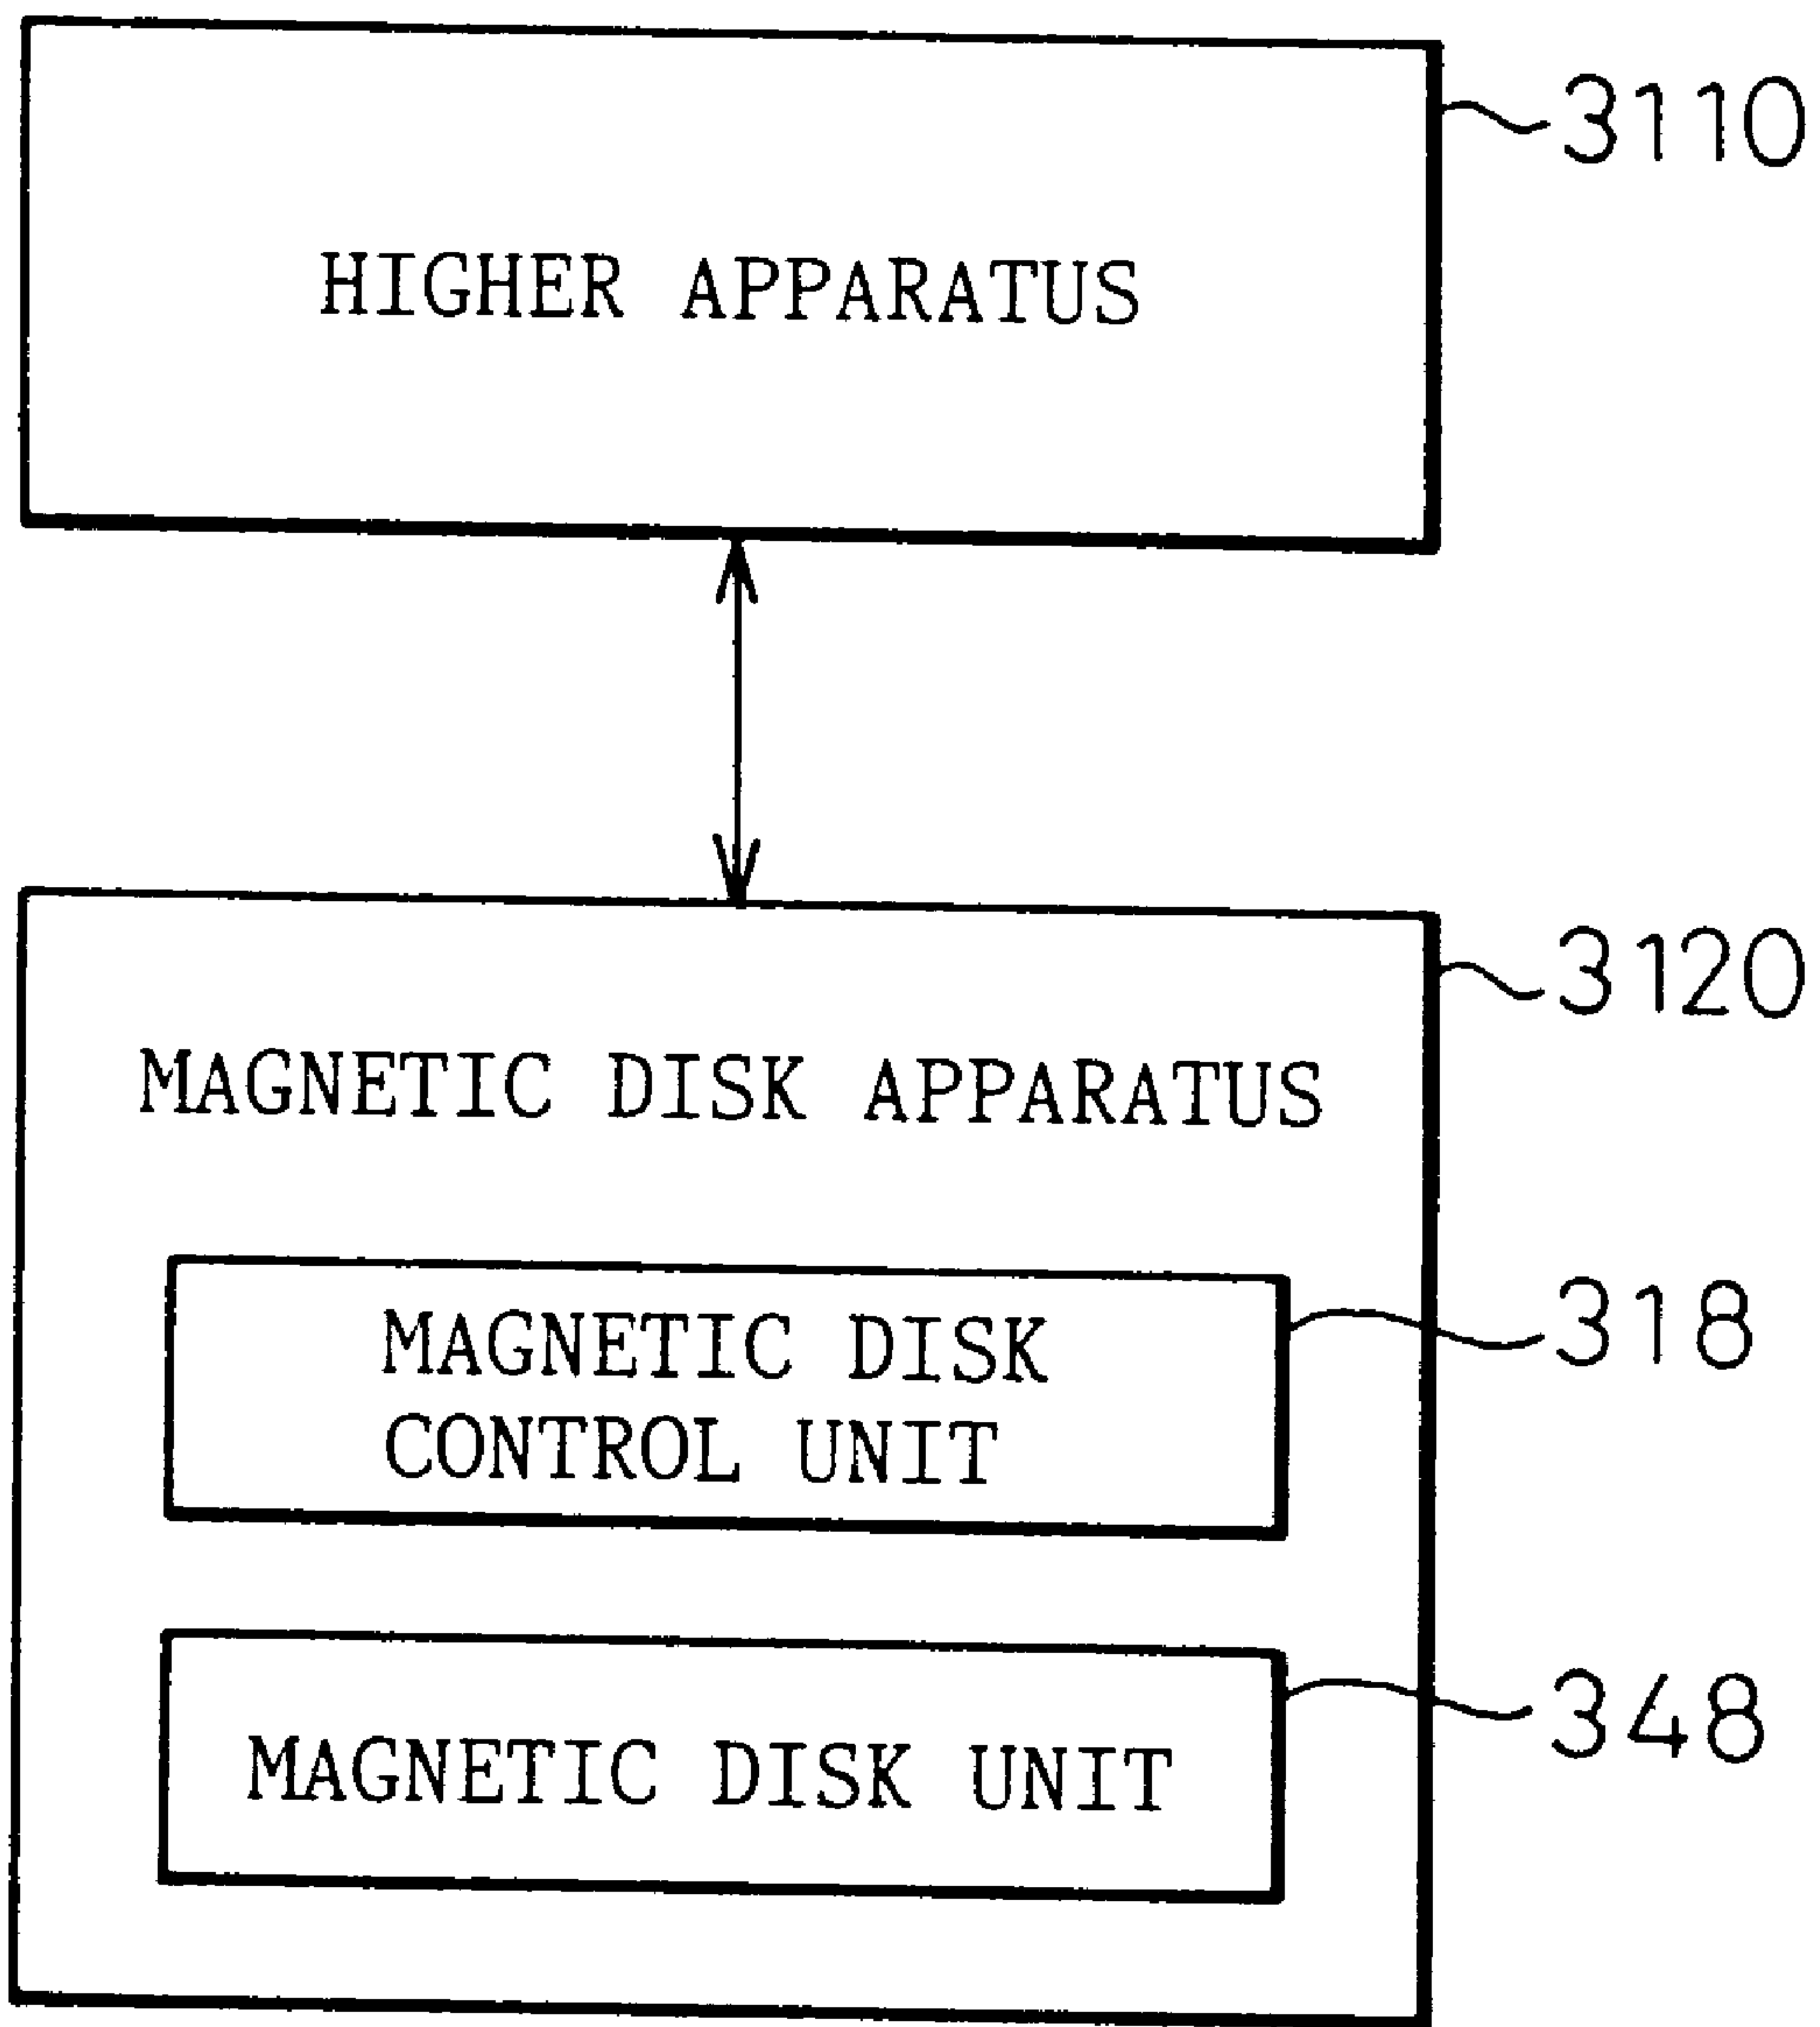 3110
HIGHER APPARATUS
3120
MAGNETIC DISK APPARATUS
318
MAGNETIC DISK
CONTROL UNIT
348
MAGNETIC DISK UNIT